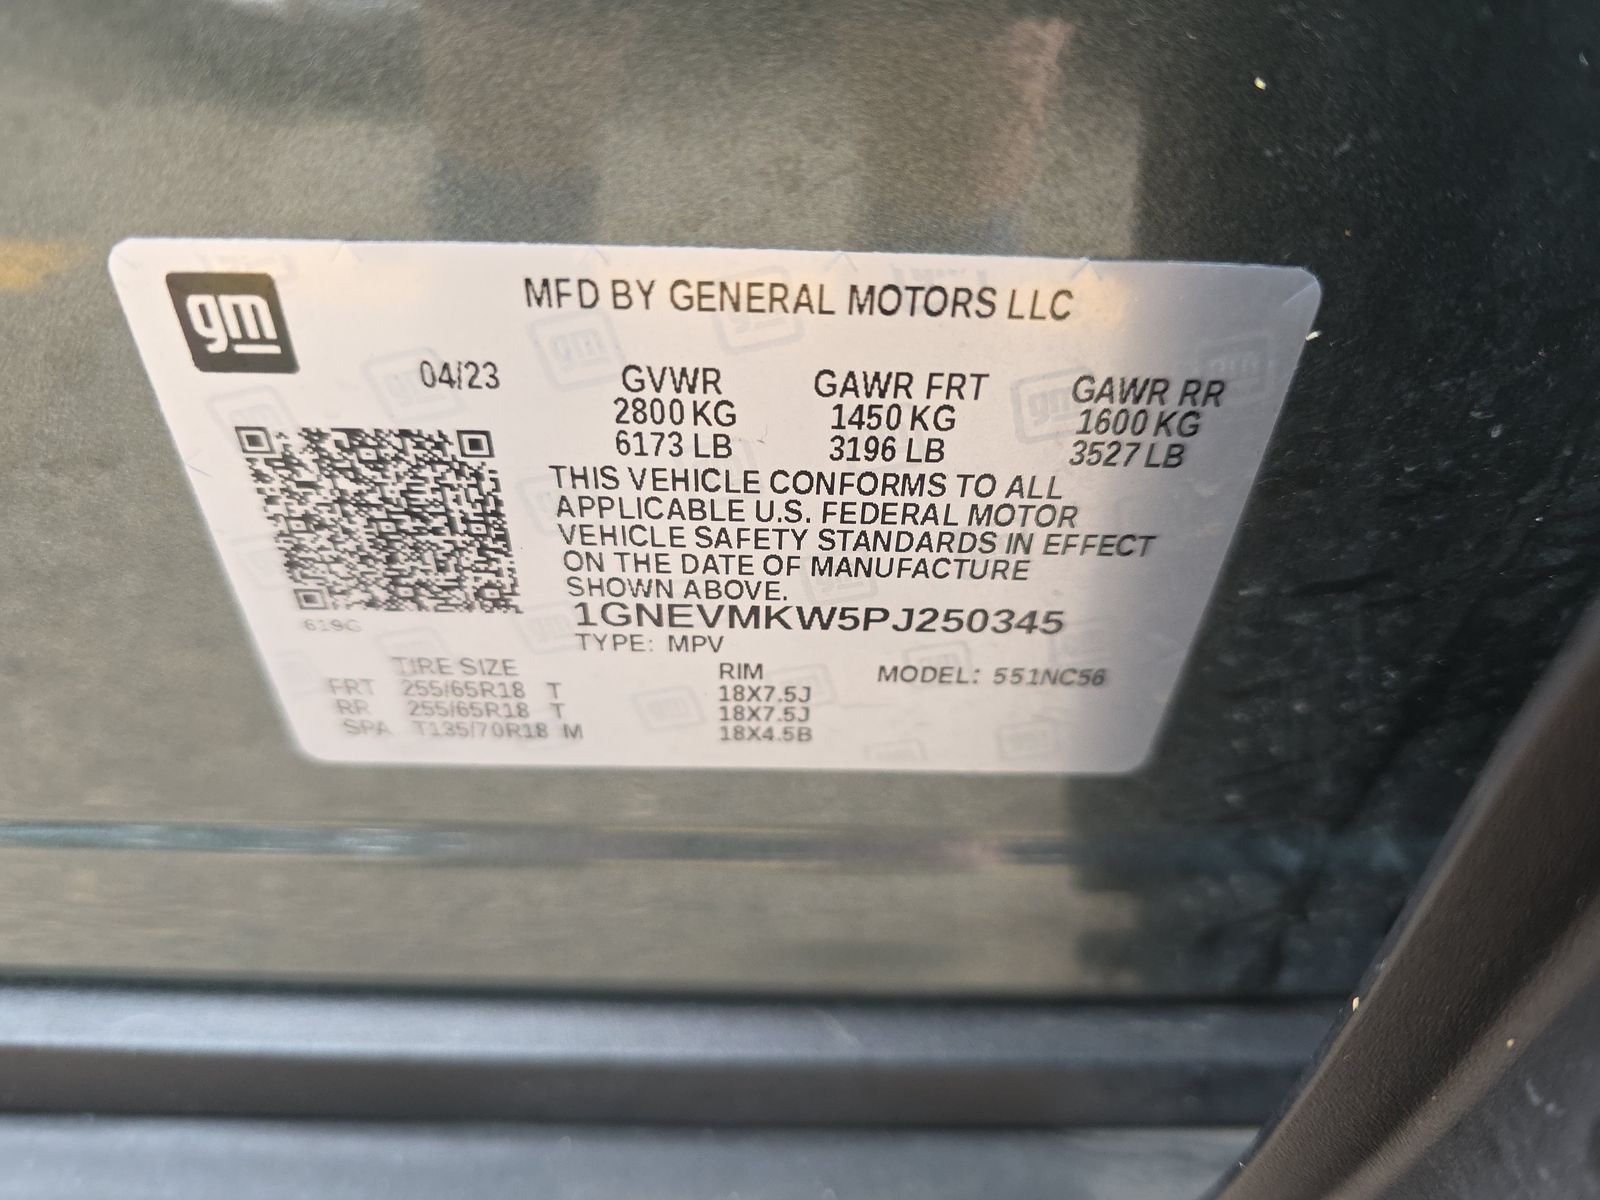 gm
MFD BY GENERAL MOTORS LLC
04/23
GVWR GAWR FRT GAWR RR
2800 KG 1450 KG 1600 KG
6173 LB 3196 LB 3527 LB
THIS VEHICLE CONFORMS TO ALL
APPLICABLE U.S. FEDERAL MOTOR
VEHICLE SAFETY STANDARDS IN EFFECT
ON THE DATE OF MANUFACTURE
SHOWN ABOVE.
1GNEVMKW5PJ250345
619C
TYPE: MPV
TIRE SIZE RIM MODEL: 551NC56
FRT 255/65R18 T 18X7.5J
RR 255/65R18 T 18X7.5J
SPA T135/70R18 M 18X4.5B